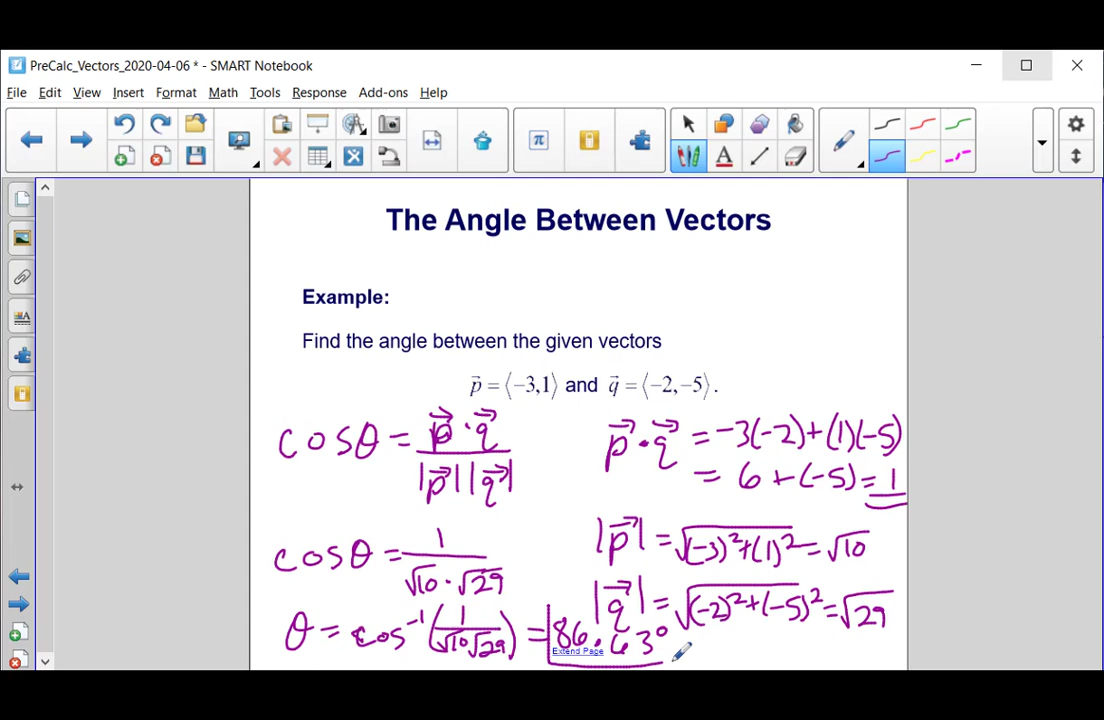 PreCalc_Vectors_2020-04-06 * - SMART Notebook
File Edit View Insert Format Math Tools Response Add-ons Help
The Angle Between Vectors
Example:
Find the angle between the given vectors
p⃗ = ⟨−3,1⟩ and q⃗ = ⟨−2,−5⟩.
cosθ = (p⃗ · q⃗) / (|p⃗| |q⃗|)
p⃗ · q⃗ = −3(−2)+(1)(−5)
= 6 + (−5) = 1
|p⃗| = √((−3)²+(1)²) = √10
cosθ = 1 / (√10 · √29)
|q⃗| = √((−2)²+(−5)²) = √29
θ = cos⁻¹(1 / (√10√29)) = 86.63°
Extend Page